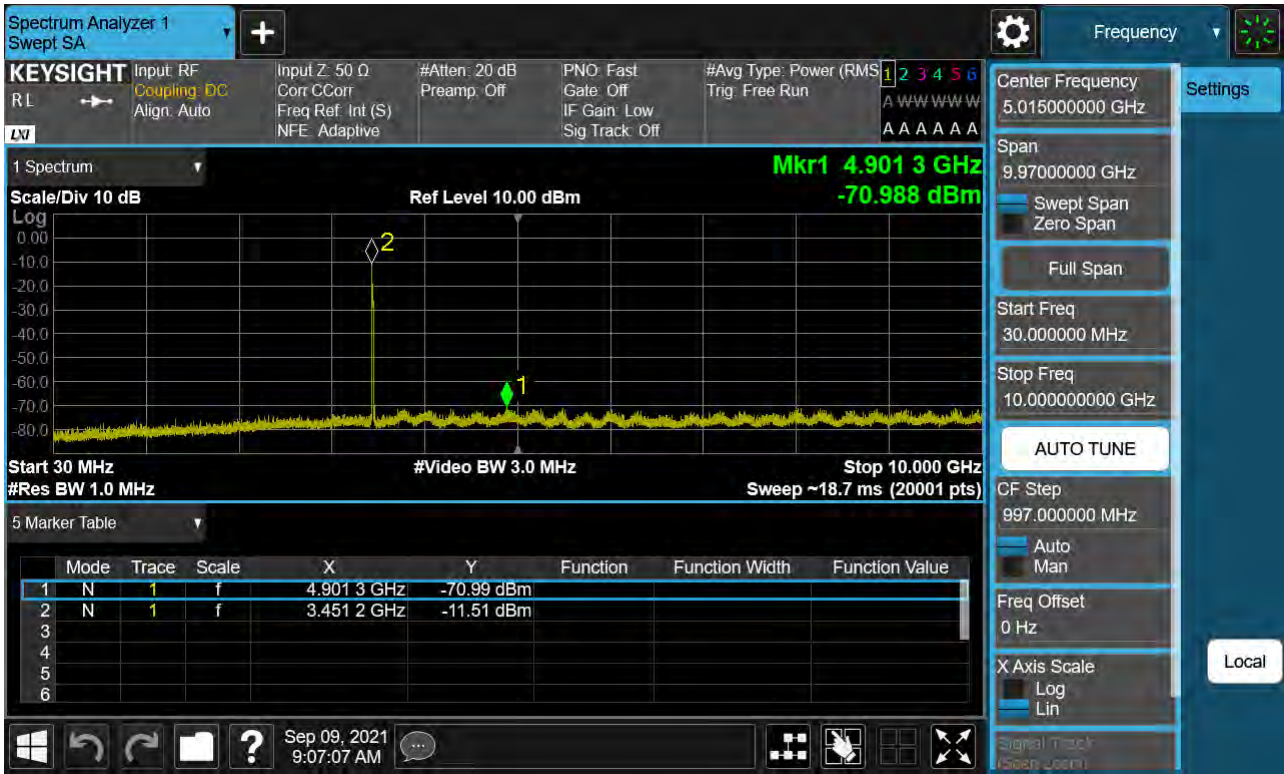 Spectrum Analyzer 1
Swept SA
+
Frequency
KEYSIGHT
RL
LXI
Input: RF
Coupling: DC
Align: Auto
Input Z: 50 Ω
Corr CCorr
Freq Ref: Int (S)
NFE: Adaptive
#Atten: 20 dB
Preamp: Off
PNO: Fast
Gate: Off
IF Gain: Low
Sig Track: Off
#Avg Type: Power (RMS
Trig: Free Run
1 2 3 4 5 6
A W W W W W
A A A A A A
1 Spectrum
Mkr1 4.901 3 GHz
-70.988 dBm
Scale/Div 10 dB
Ref Level 10.00 dBm
Log
0.00
-10.0
-20.0
-30.0
-40.0
-50.0
-60.0
-70.0
-80.0
2
1
Start 30 MHz
#Video BW 3.0 MHz
Stop 10.000 GHz
#Res BW 1.0 MHz
Sweep ~18.7 ms (20001 pts)
5 Marker Table
Mode Trace Scale X Y Function Function Width Function Value
1 N 1 f 4.901 3 GHz -70.99 dBm
2 N 1 f 3.451 2 GHz -11.51 dBm
3
4
5
6
Center Frequency
5.015000000 GHz
Settings
Span
9.97000000 GHz
Swept Span
Zero Span
Full Span
Start Freq
30.000000 MHz
Stop Freq
10.000000000 GHz
AUTO TUNE
CF Step
997.000000 MHz
Auto
Man
Freq Offset
0 Hz
X Axis Scale
Log
Lin
Signal Track
(Span Zoom)
Local
?
Sep 09, 2021
9:07:07 AM